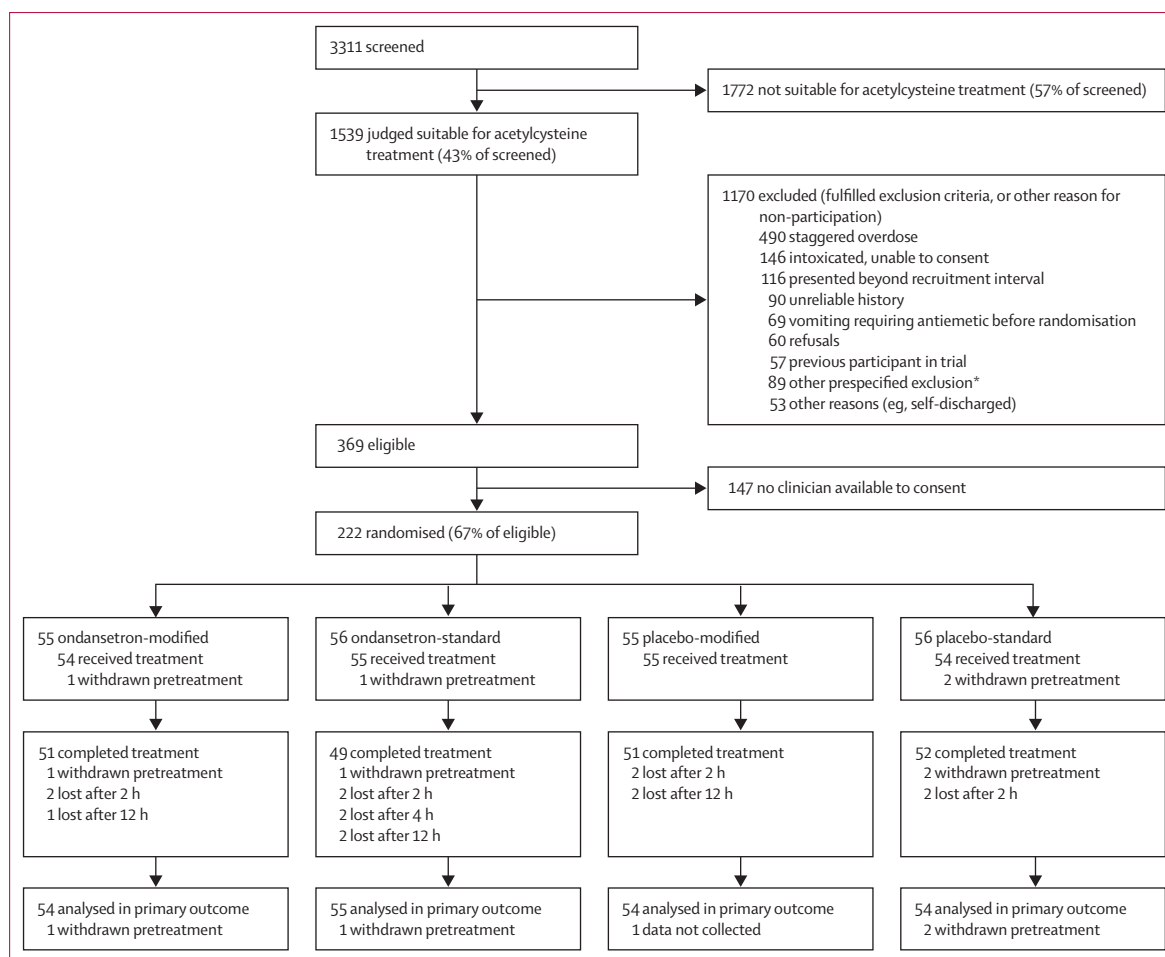 3311 screened
1772 not suitable for acetylcysteine treatment (57% of screened)
1539 judged suitable for acetylcysteine
treatment (43% of screened)
1170 excluded (fulfilled exclusion criteria, or other reason for
non-participation)
490 staggered overdose
146 intoxicated, unable to consent
116 presented beyond recruitment interval
90 unreliable history
69 vomiting requiring antiemetic before randomisation
60 refusals
57 previous participant in trial
89 other prespecified exclusion*
53 other reasons (eg, self-discharged)
369 eligible
147 no clinician available to consent
222 randomised (67% of eligible)
55 ondansetron-modified
54 received treatment
1 withdrawn pretreatment
56 ondansetron-standard
55 received treatment
1 withdrawn pretreatment
55 placebo-modified
55 received treatment
56 placebo-standard
54 received treatment
2 withdrawn pretreatment
51 completed treatment
1 withdrawn pretreatment
2 lost after 2 h
1 lost after 12 h
49 completed treatment
1 withdrawn pretreatment
2 lost after 2 h
2 lost after 4 h
2 lost after 12 h
51 completed treatment
2 lost after 2 h
2 lost after 12 h
52 completed treatment
2 withdrawn pretreatment
2 lost after 2 h
54 analysed in primary outcome
1 withdrawn pretreatment
55 analysed in primary outcome
1 withdrawn pretreatment
54 analysed in primary outcome
1 data not collected
54 analysed in primary outcome
2 withdrawn pretreatment